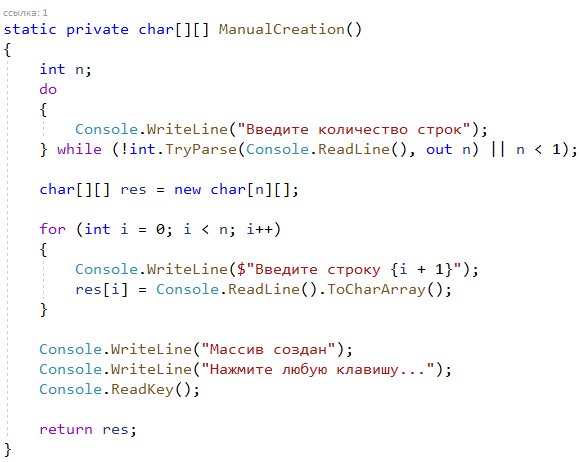 ссылка: 1
static private char[][] ManualCreation()
{
    int n;
    do
    {
        Console.WriteLine("Введите количество строк");
    } while (!int.TryParse(Console.ReadLine(), out n) || n < 1);

    char[][] res = new char[n][];

    for (int i = 0; i < n; i++)
    {
        Console.WriteLine($"Введите строку {i + 1}");
        res[i] = Console.ReadLine().ToCharArray();
    }

    Console.WriteLine("Массив создан");
    Console.WriteLine("Нажмите любую клавишу...");
    Console.ReadKey();

    return res;
}